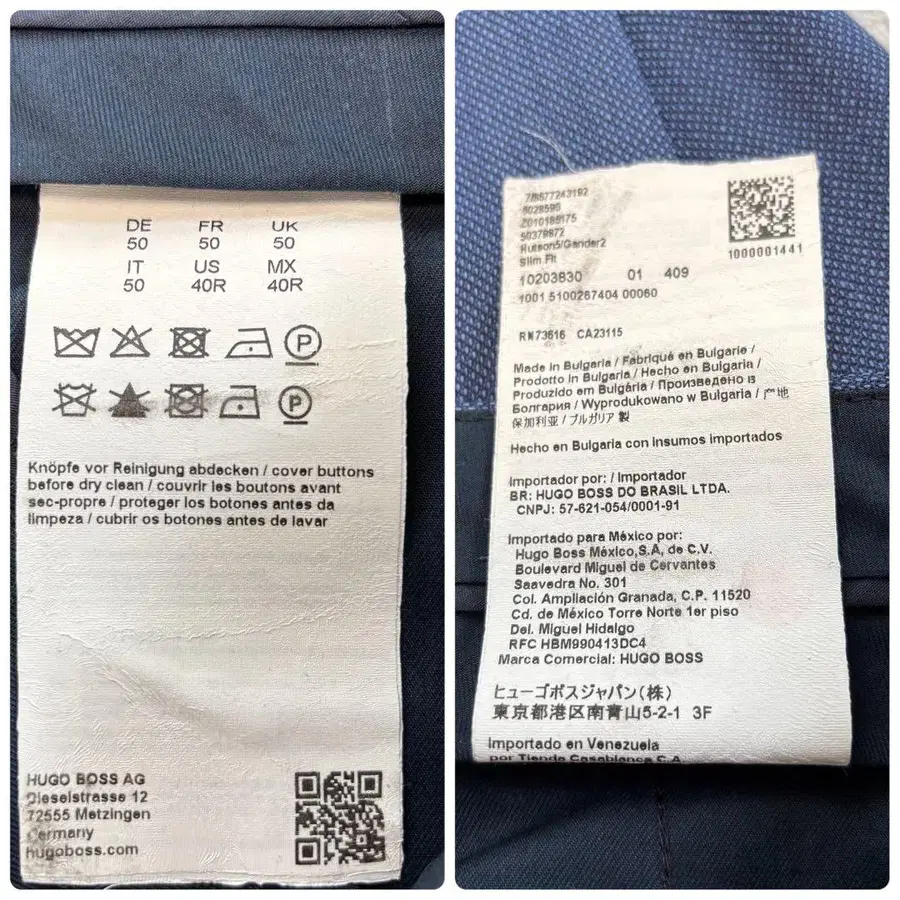 DE FR UK
50 50 50
IT US MX
50 40R 40R
P
P
Knöpfe vor Reinigung abdecken / cover buttons
before dry clean / couvrir les boutons avant
sec-propre / proteger los botones antes da
limpeza / cubrir os botones antes de lavar
HUGO BOSS AG
Dieselstrasse 12
72555 Metzingen
Germany
hugoboss.com
50379872
Hutson5/Gander2
Slim Fit
1000001441
10203830 01 409
1001 5100267404 00060
RN73616 CA23115
Made in Bulgaria / Fabriqué en Bulgarie /
Prodotto in Bulgaria / Hecho en Bulgaria /
Produzido em Bulgária / Произведено из
Болгария / Wyprodukowano w Bulgaria / 产地
保加利亚 / ブルガリア 製
Hecho en Bulgaria con insumos importados
Importador por: / Importador
BR: HUGO BOSS DO BRASIL LTDA.
CNPJ: 57-621-054/0001-91
Importado para México por:
Hugo Boss México,S.A, de C.V.
Boulevard Miguel de Cervantes
Saavedra No. 301
Col. Ampliación Granada, C.P. 11520
Cd. de México Torre Norte 1er piso
Del. Miguel Hidalgo
RFC HBM990413DC4
Marca Comercial: HUGO BOSS
ヒューゴボスジャパン(株)
東京都港区南青山5-2-1 3F
Importado en Venezuela
por Tienda Casablanca C.A